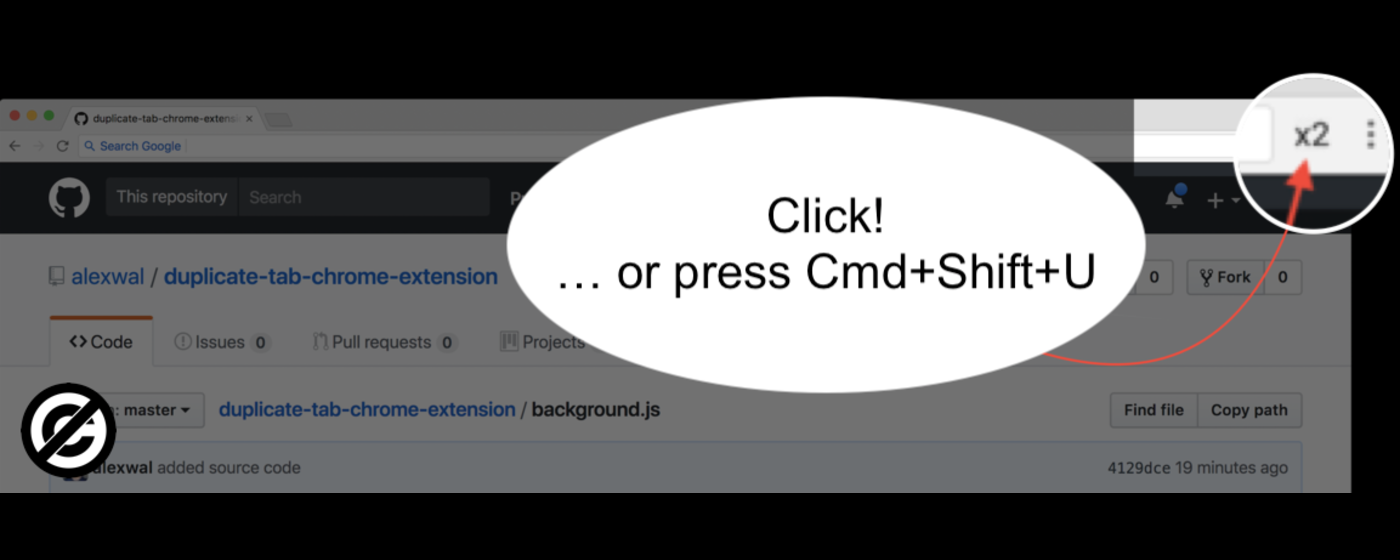 duplicate-tab-chrome-extensi
Search Google
x2
This repository
Search
Click!
… or press Cmd+Shift+U
alexwal / duplicate-tab-chrome-extension
0
Fork
0
Code
Issues 0
Pull requests 0
Projects
: master
duplicate-tab-chrome-extension / background.js
Find file
Copy path
alexwal added source code
4129dce 19 minutes ago